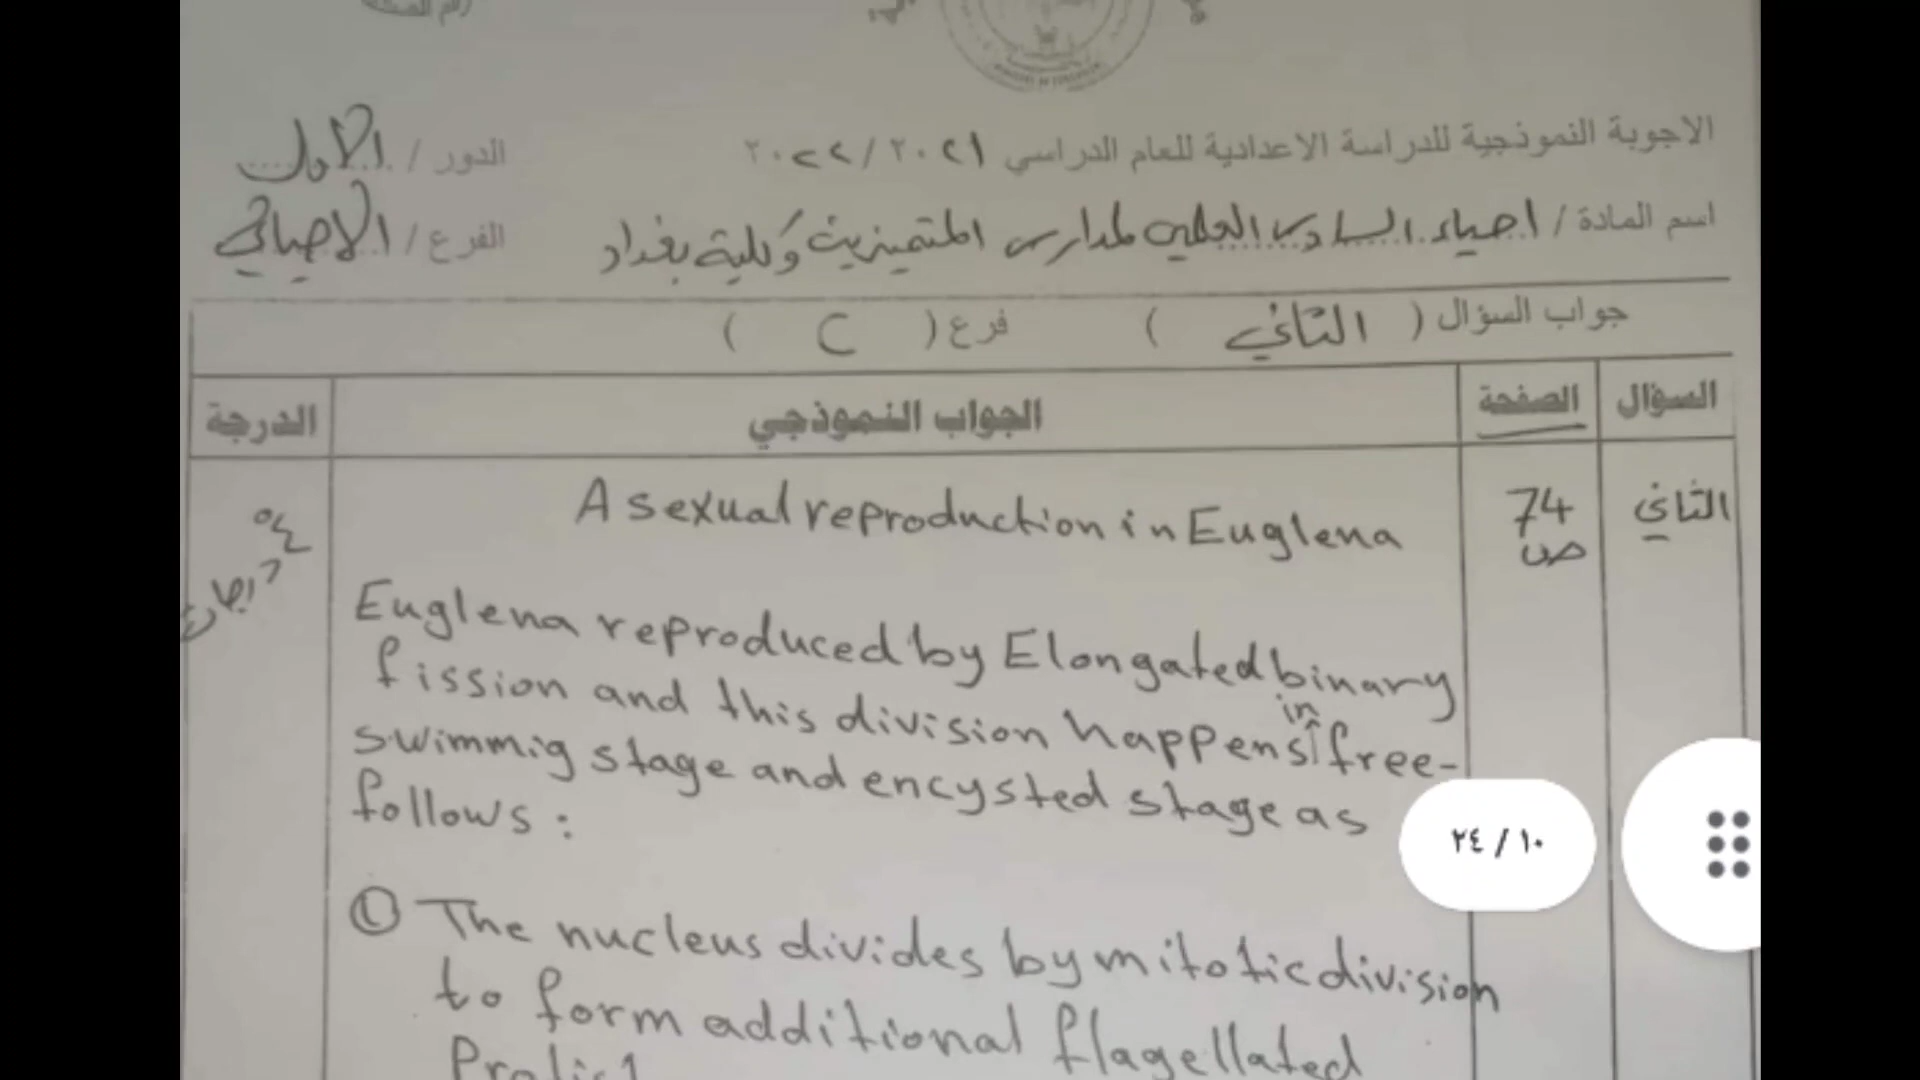 الاجوبة النموذجية للدراسة الاعدادية للعام الدراسي ٢٠٢١ / ٢٠٢٢
الدور / الاول
اسم المادة / احياء السادس العلمي لمدارس المتميزين وكلية بغداد
الفرع / الاحيائي
جواب السؤال ( الثاني ) فرع ( C )
السؤال الصفحة الجواب النموذجي الدرجة
الثاني
74
ص
Asexual reproduction in Euglena
Euglena reproduced by Elongated binary
fission and this division happens in free-
swimmig stage and encysted stage as
follows :
① The nucleus divides by mitotic division
to form additional flagellated
١٠ / ٢٤